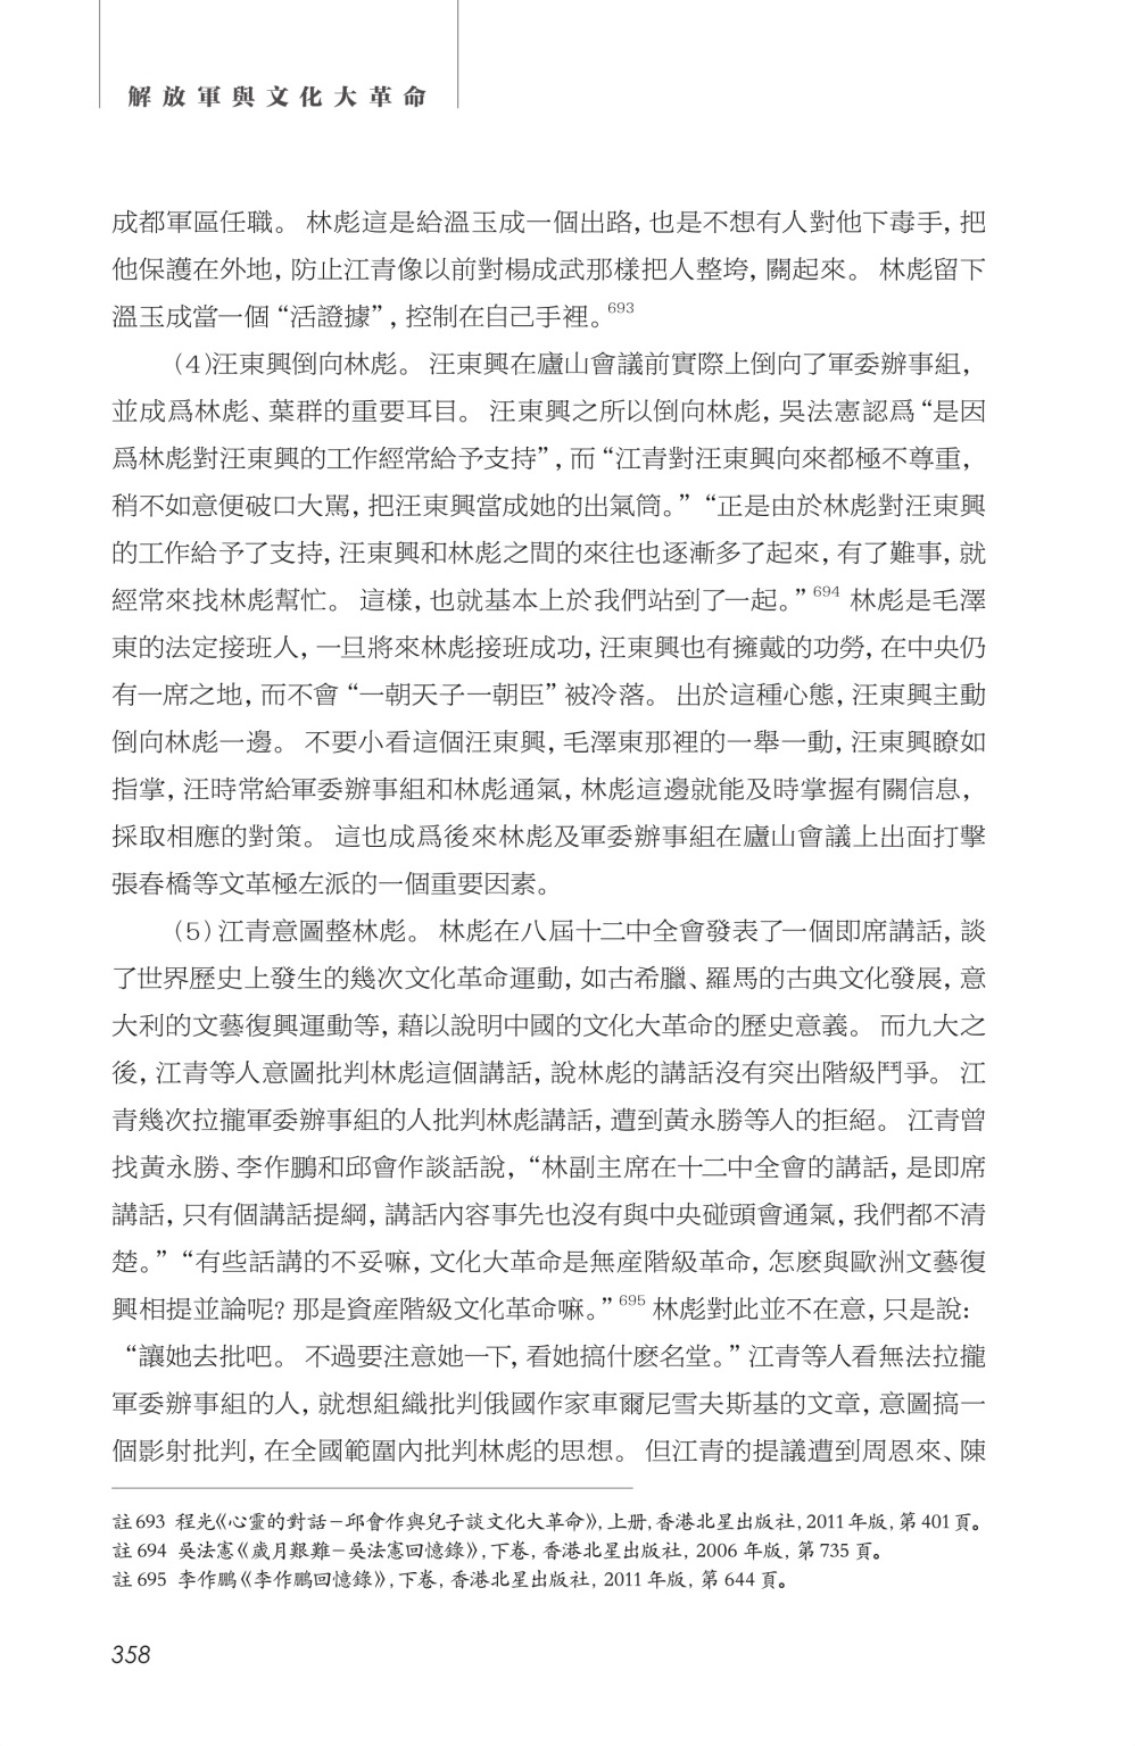 解放軍與文化大革命
成都軍區任職。 林彪這是給溫玉成一個出路, 也是不想有人對他下毒手, 把
他保護在外地, 防止江青像以前對楊成武那樣把人整垮, 關起來。 林彪留下
溫玉成當一個“活證據”, 控制在自己手裡。693
(4)汪東興倒向林彪。 汪東興在廬山會議前實際上倒向了軍委辦事組,
並成爲林彪、葉群的重要耳目。 汪東興之所以倒向林彪, 吳法憲認爲“是因
爲林彪對汪東興的工作經常給予支持”, 而“江青對汪東興向來都極不尊重,
稍不如意便破口大駡, 把汪東興當成她的出氣筒。” “正是由於林彪對汪東興
的工作給予了支持, 汪東興和林彪之間的來往也逐漸多了起來, 有了難事, 就
經常來找林彪幫忙。 這樣, 也就基本上於我們站到了一起。”694 林彪是毛澤
東的法定接班人, 一旦將來林彪接班成功, 汪東興也有擁戴的功勞, 在中央仍
有一席之地, 而不會“一朝天子一朝臣”被冷落。 出於這種心態, 汪東興主動
倒向林彪一邊。 不要小看這個汪東興, 毛澤東那裡的一舉一動, 汪東興瞭如
指掌, 汪時常給軍委辦事組和林彪通氣, 林彪這邊就能及時掌握有關信息,
採取相應的對策。 這也成爲後來林彪及軍委辦事組在廬山會議上出面打擊
張春橋等文革極左派的一個重要因素。
(5) 江青意圖整林彪。 林彪在八屆十二中全會發表了一個即席講話, 談
了世界歷史上發生的幾次文化革命運動, 如古希臘、羅馬的古典文化發展, 意
大利的文藝復興運動等, 藉以說明中國的文化大革命的歷史意義。 而九大之
後, 江青等人意圖批判林彪這個講話, 說林彪的講話沒有突出階級鬥爭。 江
青幾次拉攏軍委辦事組的人批判林彪講話, 遭到黃永勝等人的拒絕。 江青曾
找黃永勝、李作鵬和邱會作談話說, “林副主席在十二中全會的講話, 是即席
講話, 只有個講話提綱, 講話內容事先也沒有與中央碰頭會通氣, 我們都不清
楚。” “有些話講的不妥嘛, 文化大革命是無産階級革命, 怎麽與歐洲文藝復
興相提並論呢? 那是資産階級文化革命嘛。”695 林彪對此並不在意, 只是說:
“讓她去批吧。 不過要注意她一下, 看她搞什麽名堂。” 江青等人看無法拉攏
軍委辦事組的人, 就想組織批判俄國作家車爾尼雪夫斯基的文章, 意圖搞一
個影射批判, 在全國範圍內批判林彪的思想。 但江青的提議遭到周恩來、陳
註 693 程光《心靈的對話－邱會作與兒子談文化大革命》, 上册, 香港北星出版社, 2011 年版, 第 401 頁。
註 694 吳法憲《歲月艱難－吳法憲回憶錄》, 下卷, 香港北星出版社, 2006 年版, 第 735 頁。
註 695 李作鵬《李作鵬回憶錄》, 下卷, 香港北星出版社, 2011 年版, 第 644 頁。
358